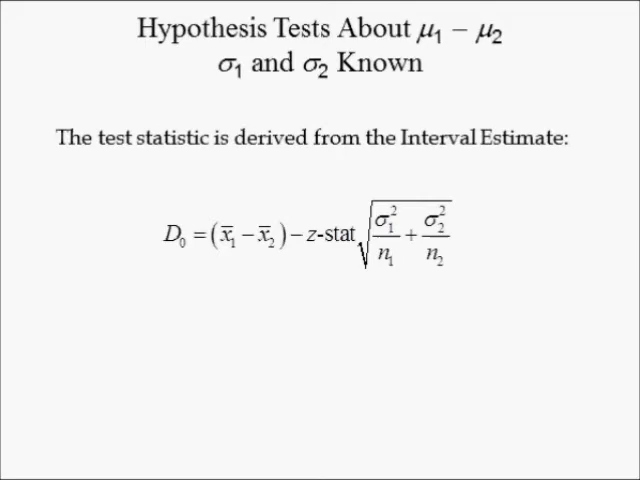 Hypothesis Tests About μ₁ − μ₂
σ₁ and σ₂ Known
The test statistic is derived from the Interval Estimate:
D₀ = (x̄₁ − x̄₂) − z-stat √(σ₁²/n₁ + σ₂²/n₂)